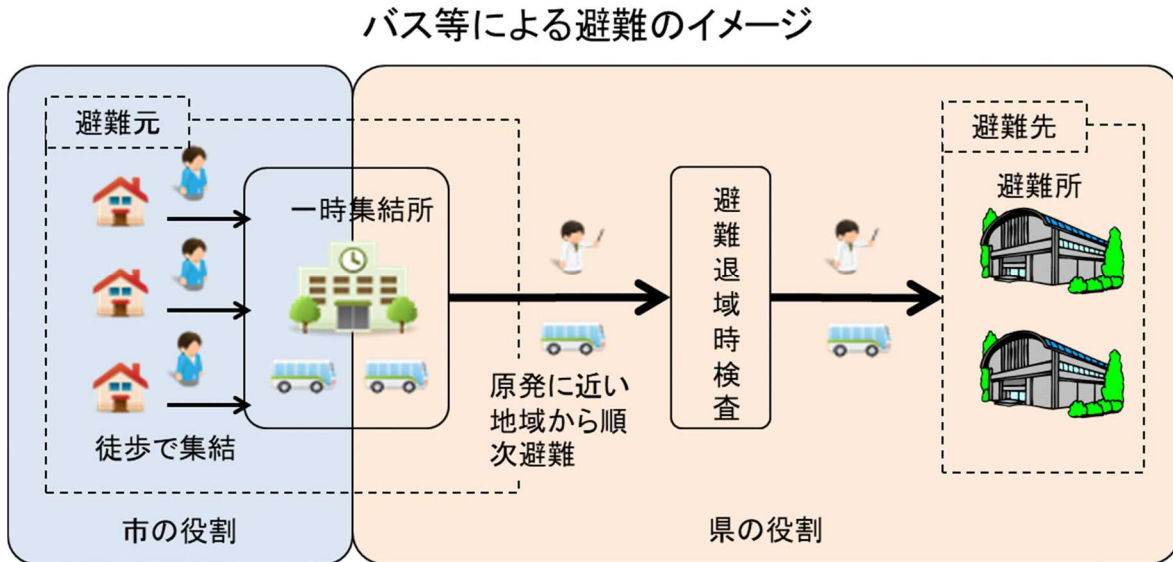 バス等による避難のイメージ
避難元
一時集結所
徒歩で集結
原発に近い
地域から順
次避難
避難退域時検査
避難先
避難所
市の役割
県の役割